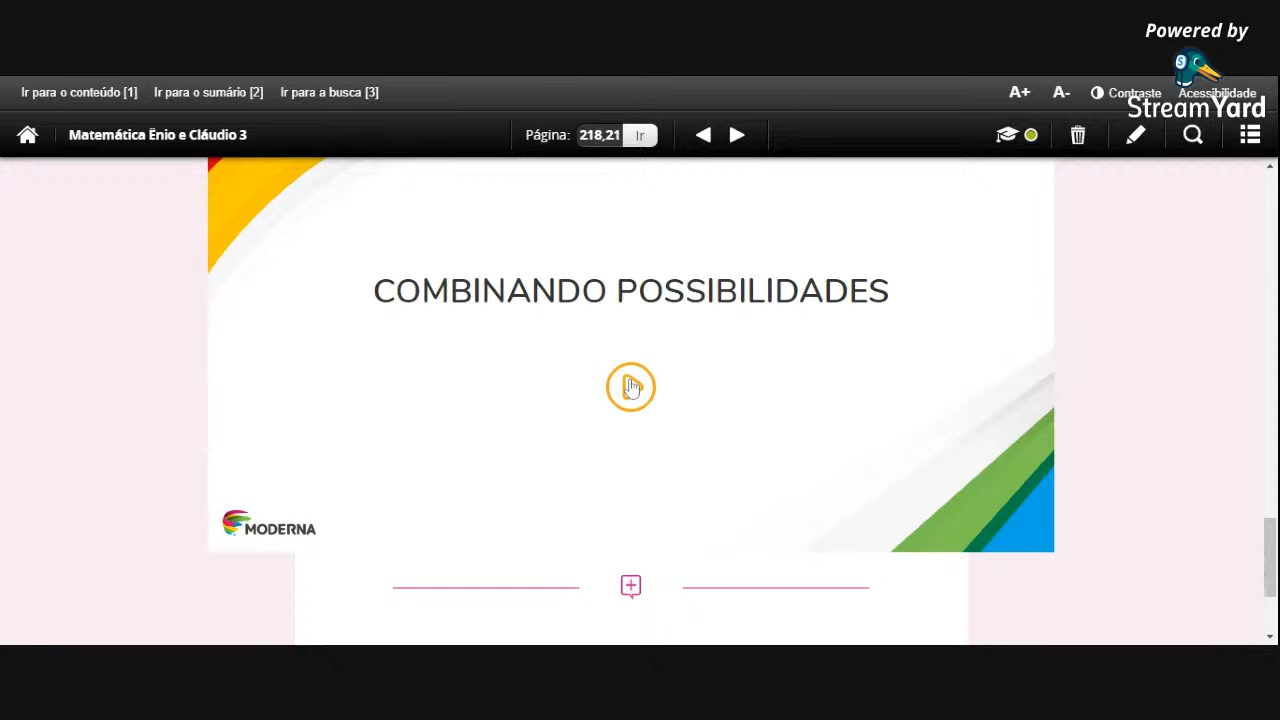 Powered by
StreamYard
Ir para o conteúdo [1] Ir para o sumário [2] Ir para a busca [3]
A+ A- Contraste Acessibilidade
Matemática Ênio e Cláudio 3
Página: 218,21 Ir
COMBINANDO POSSIBILIDADES
MODERNA